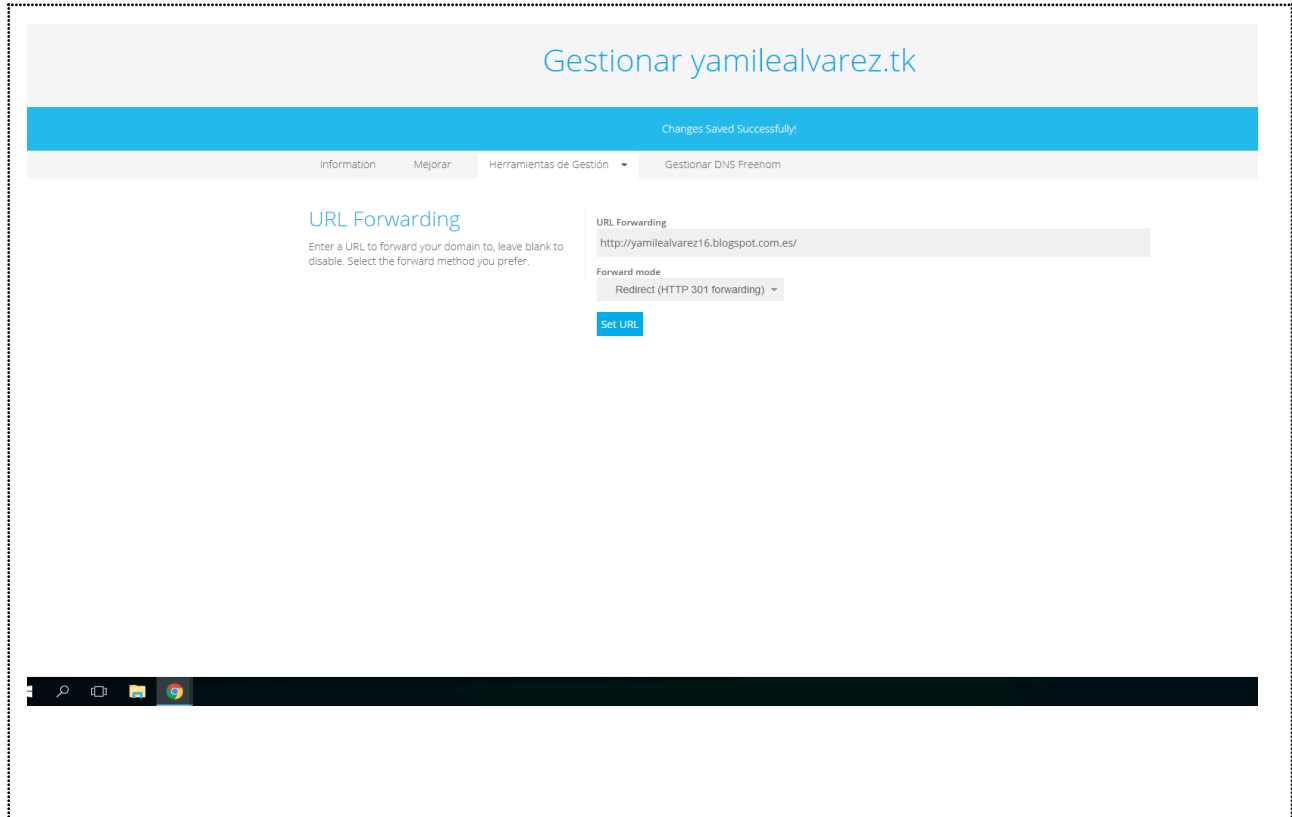 Gestionar yamilealvarez.tk
Changes Saved Successfully!
Information Mejorar Herramientas de Gestión Gestionar DNS Freenom
URL Forwarding
Enter a URL to forward your domain to, leave blank to
disable. Select the forward method you prefer.
URL Forwarding
http://yamilealvarez16.blogspot.com.es/
Forward mode
Redirect (HTTP 301 forwarding)
Set URL